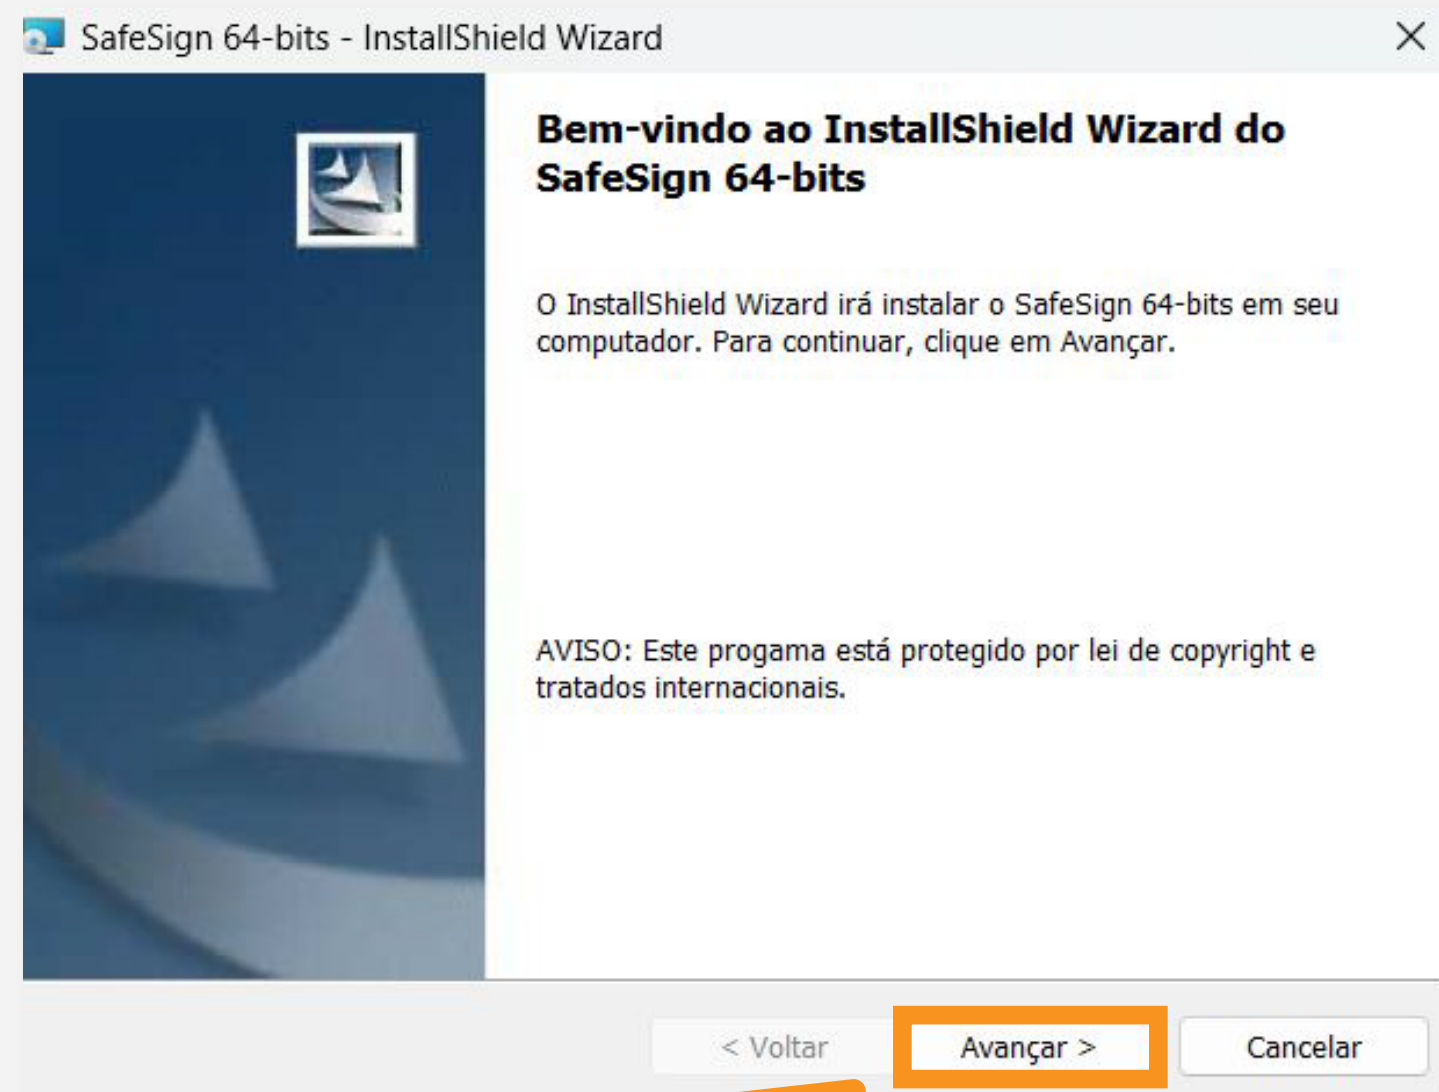 SafeSign 64-bits - InstallShield Wizard
Bem-vindo ao InstallShield Wizard do
SafeSign 64-bits
O InstallShield Wizard irá instalar o SafeSign 64-bits em seu
computador. Para continuar, clique em Avançar.
AVISO: Este progama está protegido por lei de copyright e
tratados internacionais.
< Voltar
Avançar >
Cancelar